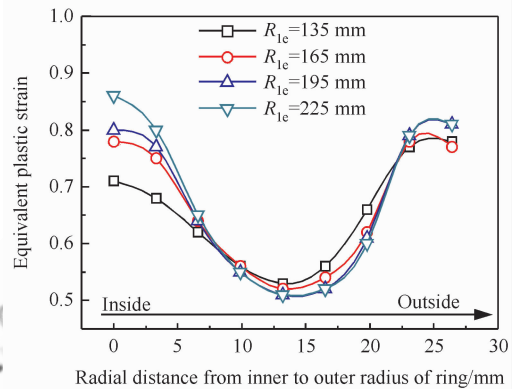 R1e=135 mm
R1e=165 mm
R1e=195 mm
R1e=225 mm
Equivalent plastic strain
1.0
0.9
0.8
0.7
0.6
0.5
Inside
Outside
0 5 10 15 20 25 30
Radial distance from inner to outer radius of ring/mm